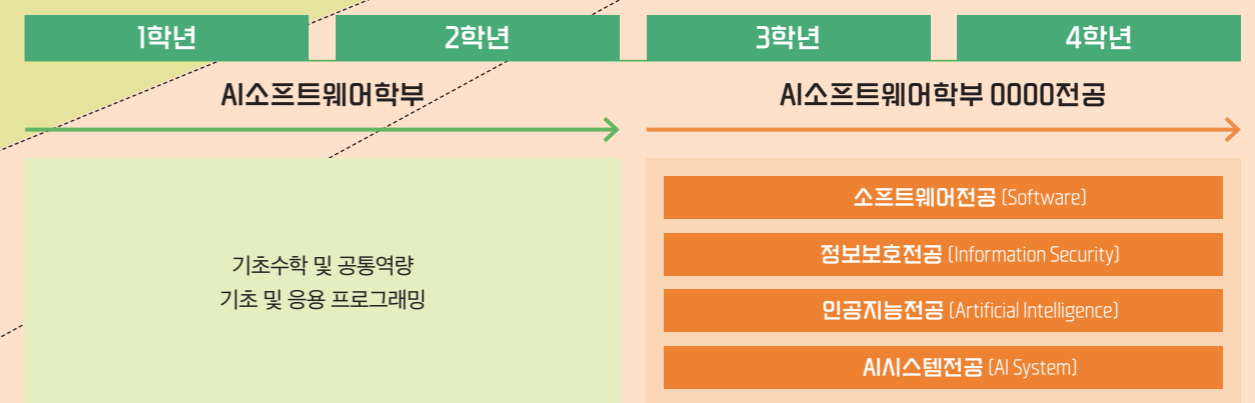 1학년
2학년
3학년
4학년
AI소프트웨어학부
AI소프트웨어학부 0000전공
기초수학 및 공통역량
기초 및 응용 프로그래밍
소프트웨어전공 (Software)
정보보호전공 (Information Security)
인공지능전공 (Artificial Intelligence)
AI시스템전공 (AI System)